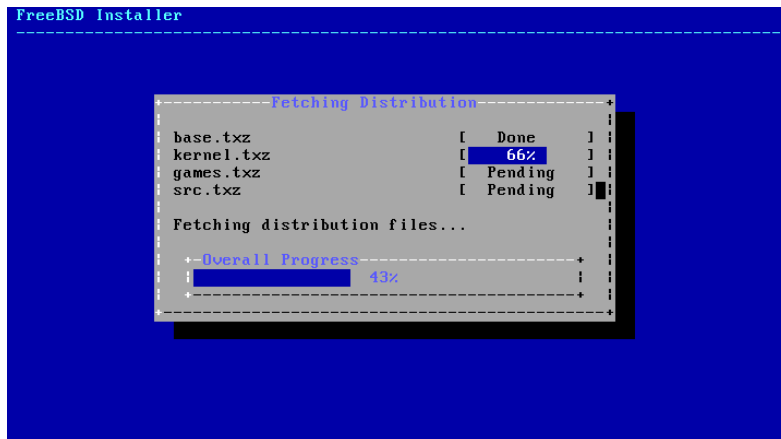 FreeBSD Installer
Fetching Distribution
base.txz [ Done ]
kernel.txz [ 66% ]
games.txz [ Pending ]
src.txz [ Pending ]
Fetching distribution files...
Overall Progress
43%